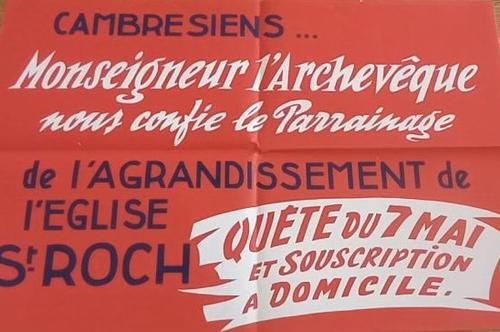 CAMBRESIENS ...
Monseigneur l'Archevêque
nous confie le Parrainage
de l'AGRANDISSEMENT de
l'EGLISE
St ROCH
QUÊTE DU 7 MAI
ET SOUSCRIPTION
A DOMICILE.